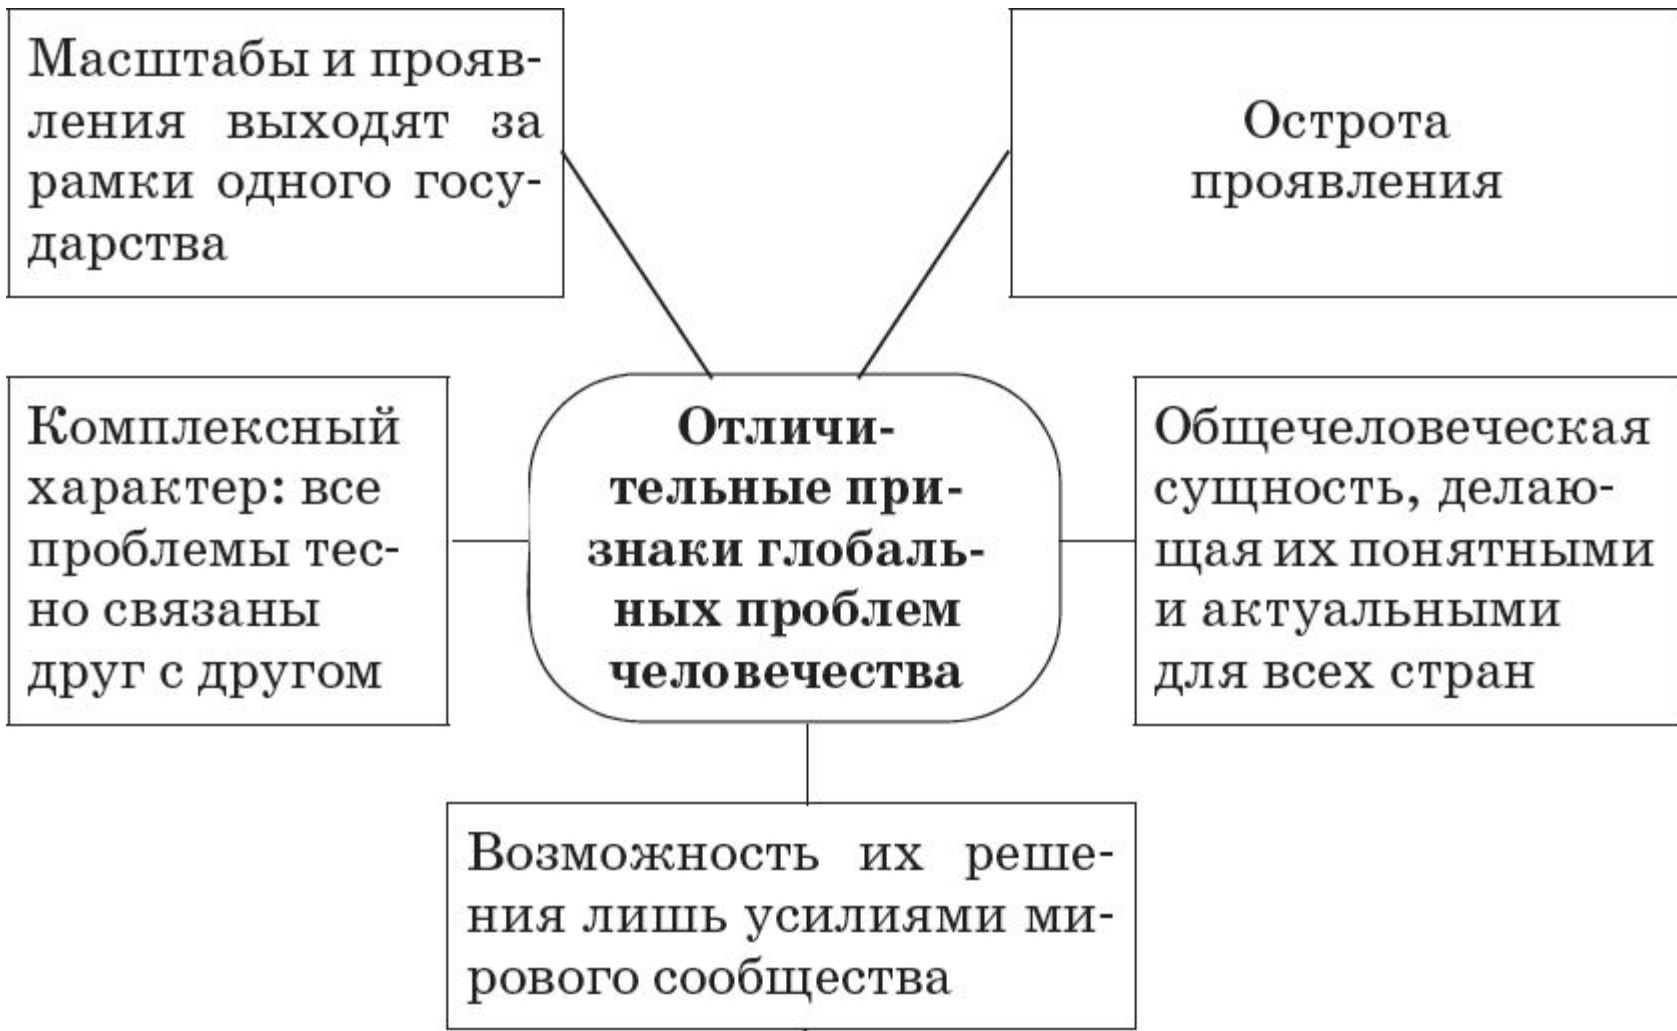 Масштабы и прояв-
ления выходят за
рамки одного госу-
дарства
Острота
проявления
Комплексный
характер: все
проблемы тес-
но связаны
друг с другом
Отличи-
тельные при-
знаки глобаль-
ных проблем
человечества
Общечеловеческая
сущность, делаю-
щая их понятными
и актуальными
для всех стран
Возможность их реше-
ния лишь усилиями ми-
рового сообщества